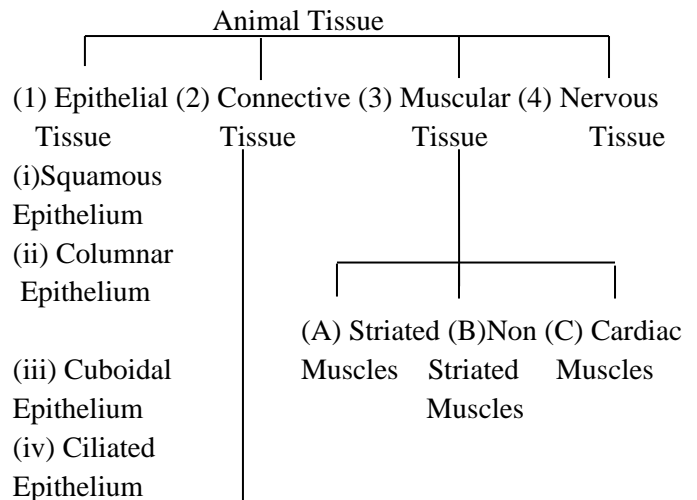 Animal Tissue
(1) Epithelial (2) Connective (3) Muscular (4) Nervous
Tissue Tissue Tissue Tissue
(i)Squamous
Epithelium
(ii) Columnar
Epithelium
(A) Striated (B)Non (C) Cardiac
(iii) Cuboidal Muscles Striated Muscles
Epithelium Muscles
(iv) Ciliated
Epithelium